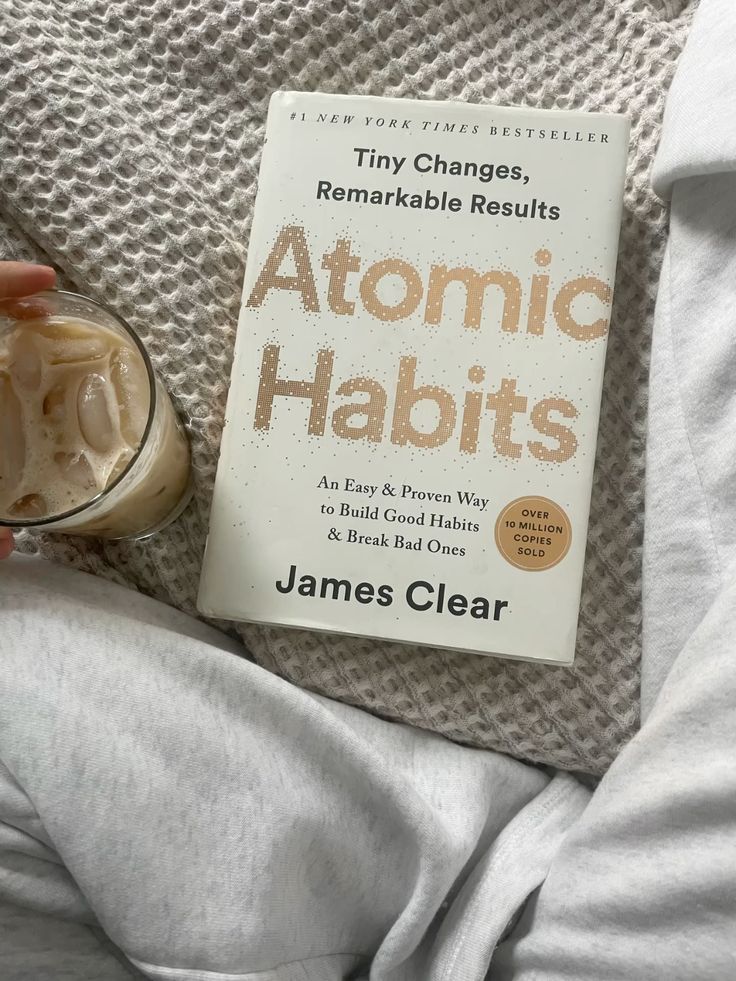 #1 NEW YORK TIMES BESTSELLER
Tiny Changes,
Remarkable Results
Atomic
Habits
An Easy & Proven Way
to Build Good Habits
& Break Bad Ones
OVER
10 MILLION
COPIES
SOLD
James Clear